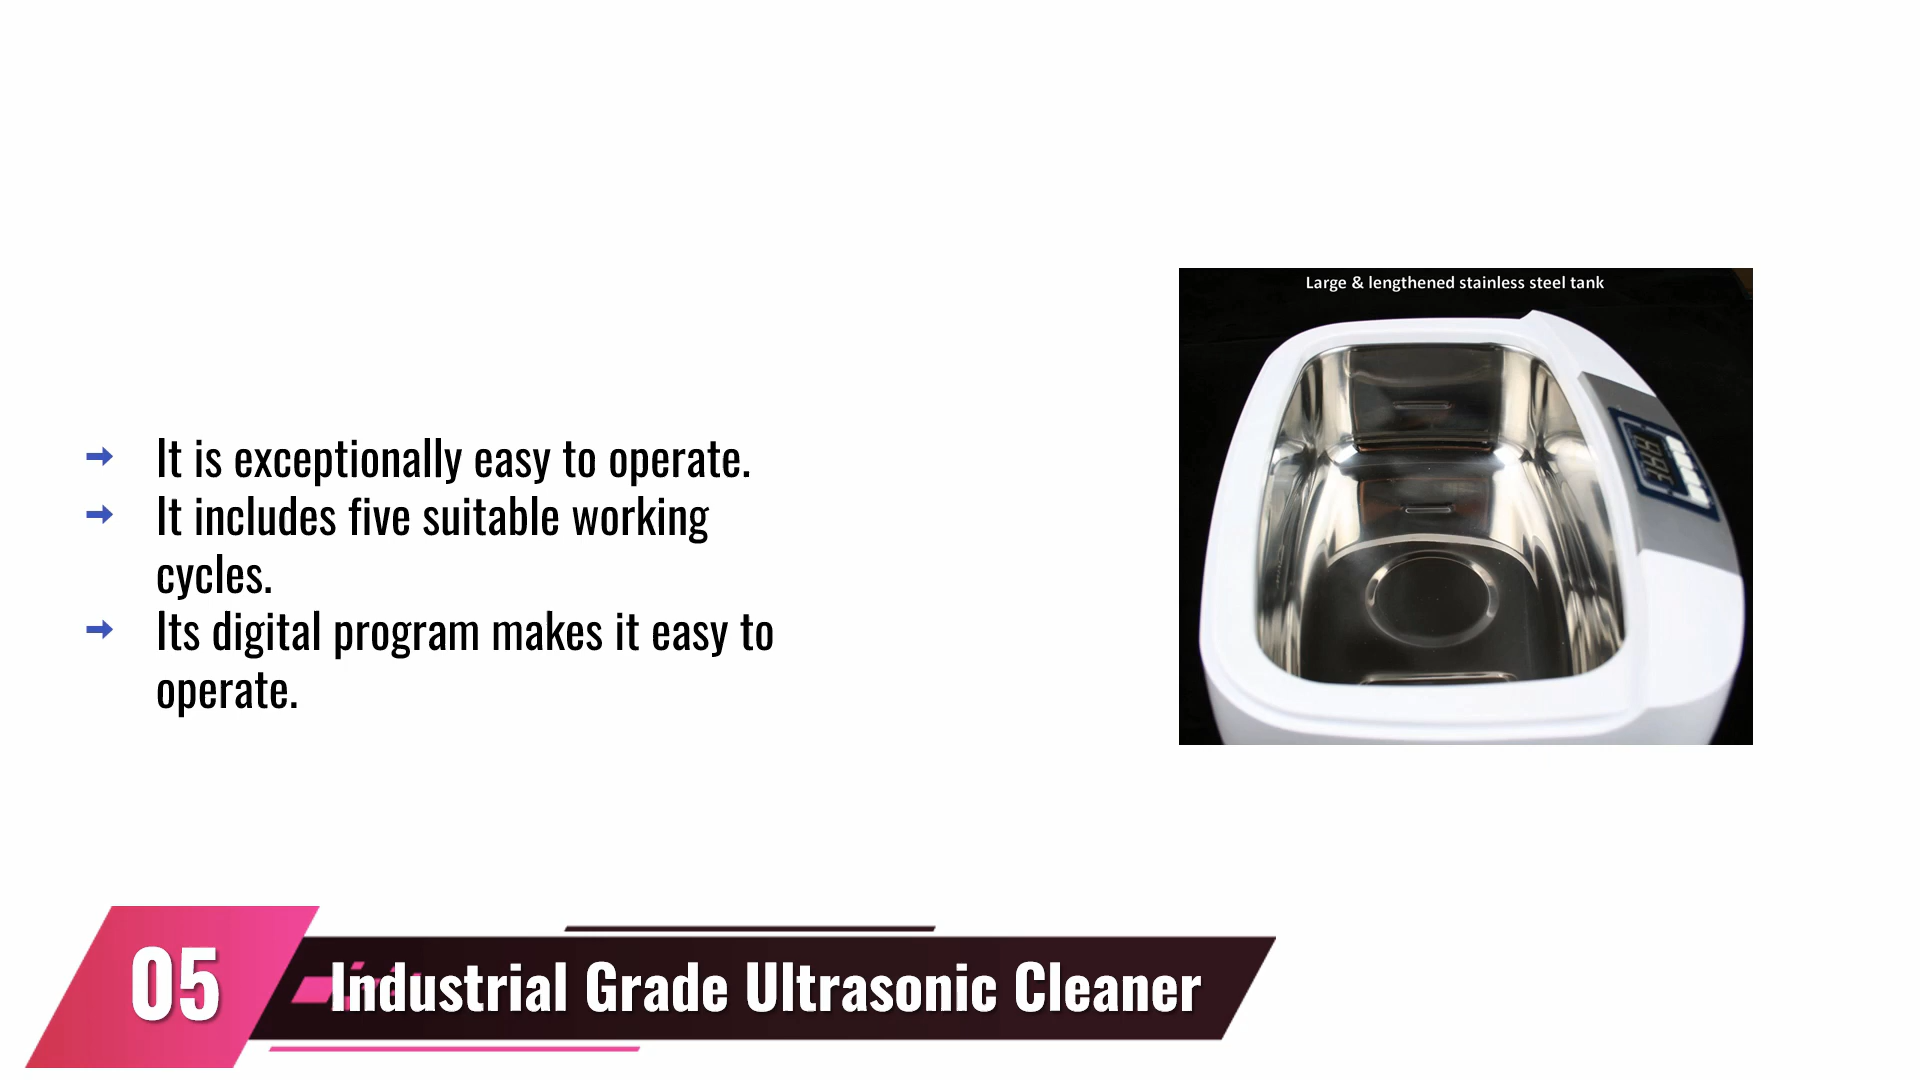 Large & lengthened stainless steel tank
It is exceptionally easy to operate.
It includes five suitable working
cycles.
Its digital program makes it easy to
operate.
05
Industrial Grade Ultrasonic Cleaner